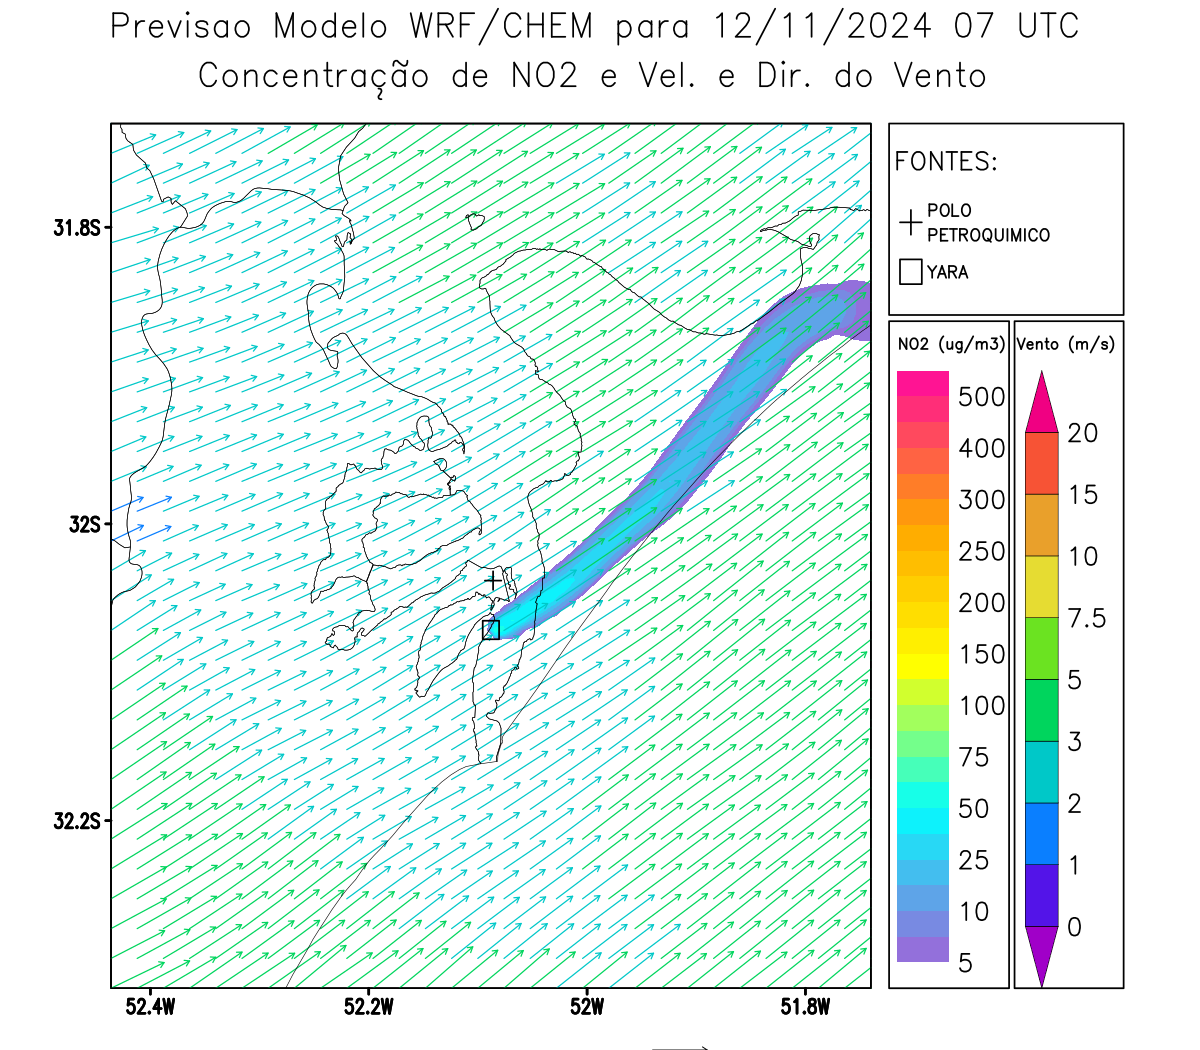 Previsao Modelo WRF/CHEM para 12/11/2024 07 UTC
Concentração de NO2 e Vel. e Dir. do Vento
FONTES:
POLO
PETROQUIMICO
YARA
31.8S
32S
32.2S
52.4W
52.2W
52W
51.8W
NO2 (ug/m3)
500
400
300
250
200
150
100
75
50
25
10
5
Vento (m/s)
20
15
10
7.5
5
3
2
1
0